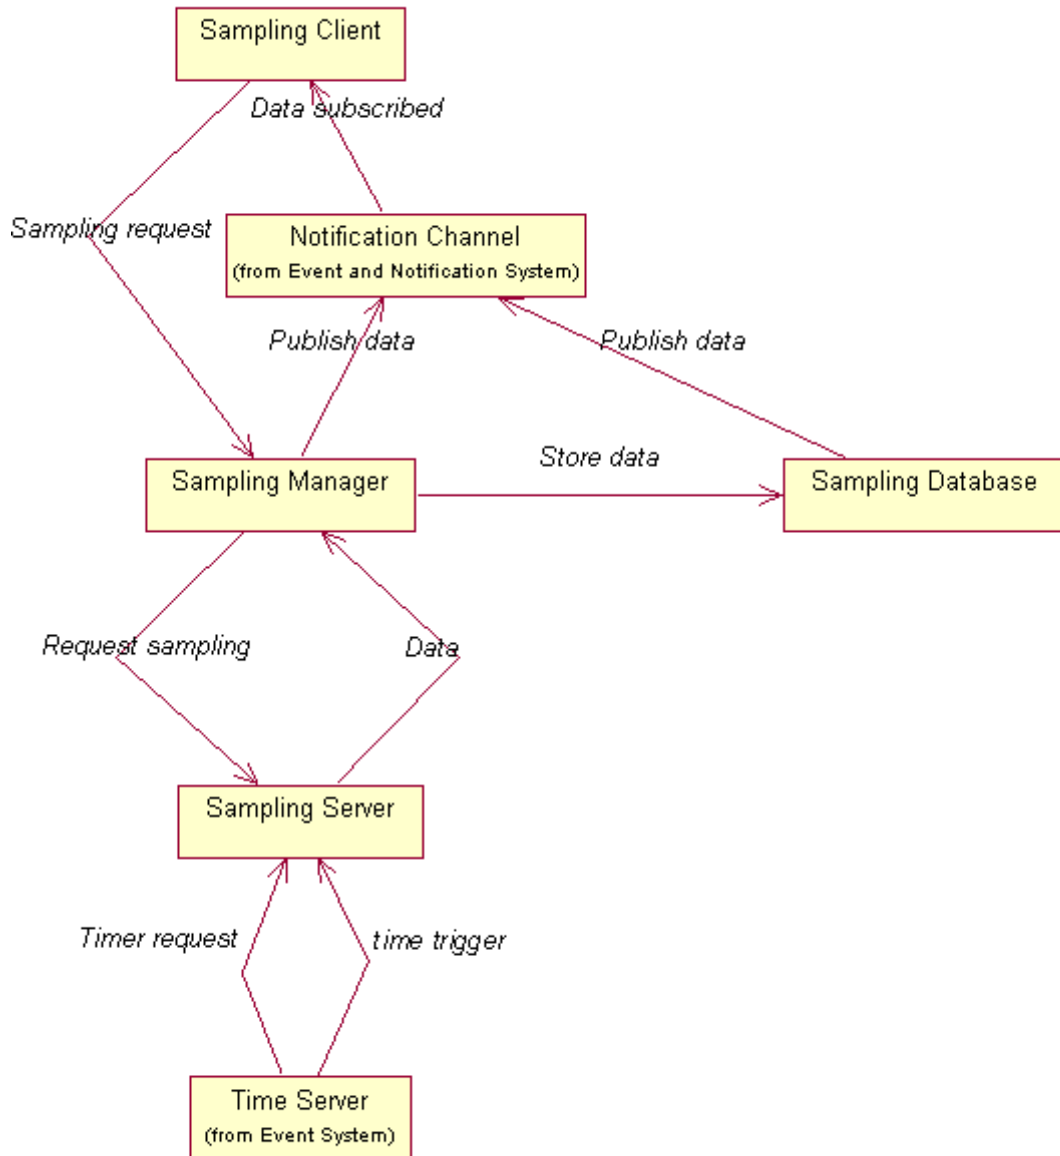 Sampling Client
Data subscribed
Sampling request
Notification Channel
(from Event and Notification System)
Publish data
Publish data
Store data
Sampling Manager
Sampling Database
Request sampling
Data
Sampling Server
Timer request
time trigger
Time Server
(from Event System)